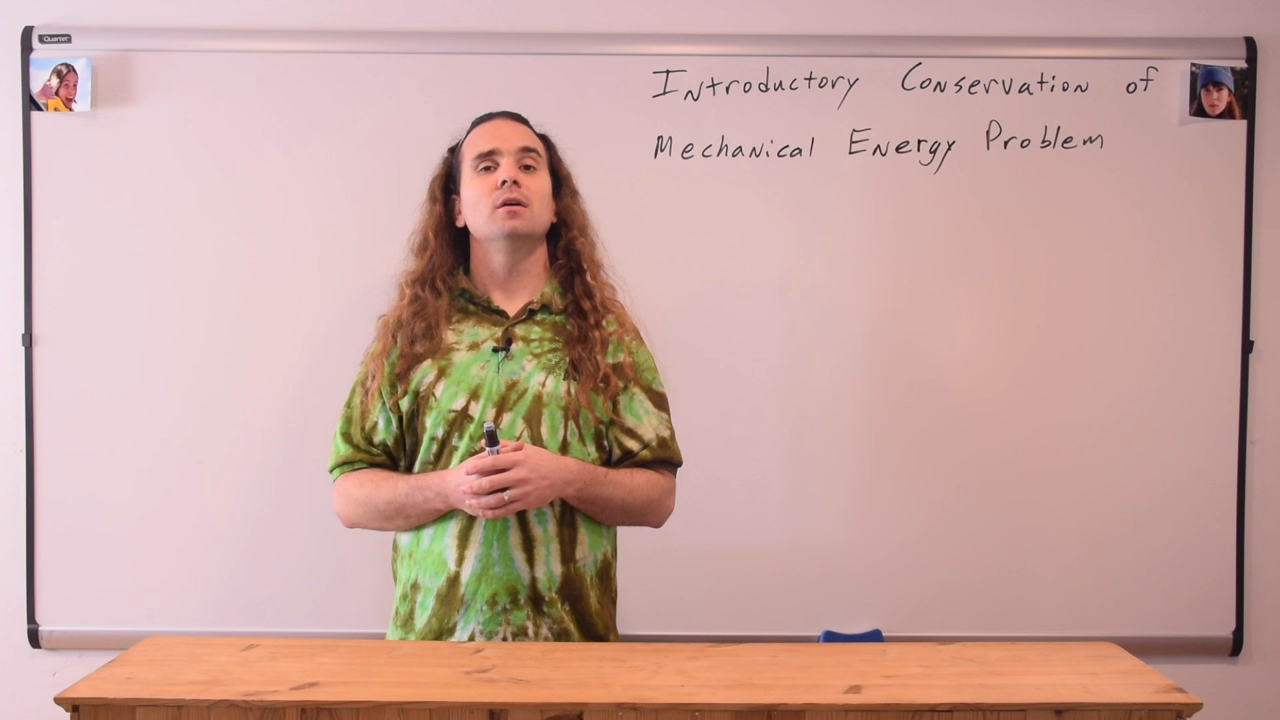 Quartet
Introductory Conservation of
Mechanical Energy Problem